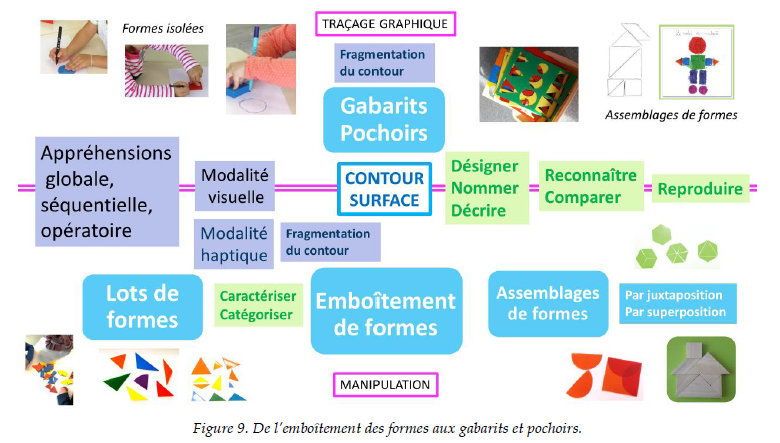 TRAÇAGE GRAPHIQUE
Formes isolées
Fragmentation
du contour
Gabarits
Pochoirs
Assemblages de formes
Appréhensions
globale,
séquentielle,
opératoire
Modalité
visuelle
CONTOUR
SURFACE
Désigner
Nommer
Décrire
Reconnaître
Comparer
Reproduire
Modalité
haptique
Fragmentation
du contour
Lots de
formes
Caractériser
Catégoriser
Emboîtement
de formes
Assemblages
de formes
Par juxtaposition
Par superposition
MANIPULATION
Figure 9. De l’emboîtement des formes aux gabarits et pochoirs.